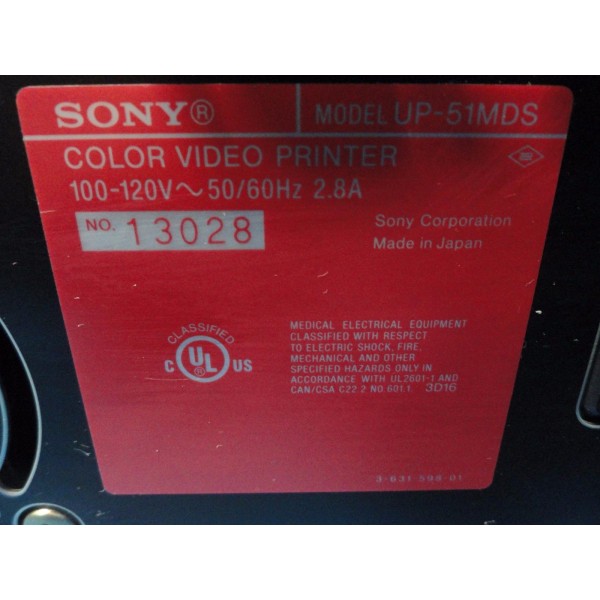 SONY® MODEL UP-51MDS
COLOR VIDEO PRINTER
100-120V～50/60Hz 2.8A
NO. 13028
Sony Corporation
Made in Japan
CLASSIFIED
C UL® US
MEDICAL ELECTRICAL EQUIPMENT
CLASSIFIED WITH RESPECT
TO ELECTRIC SHOCK, FIRE,
MECHANICAL AND OTHER
SPECIFIED HAZARDS ONLY IN
ACCORDANCE WITH UL2601-1 AND
CAN/CSA C22.2 NO.601.1. 3D16
3-831-598-01